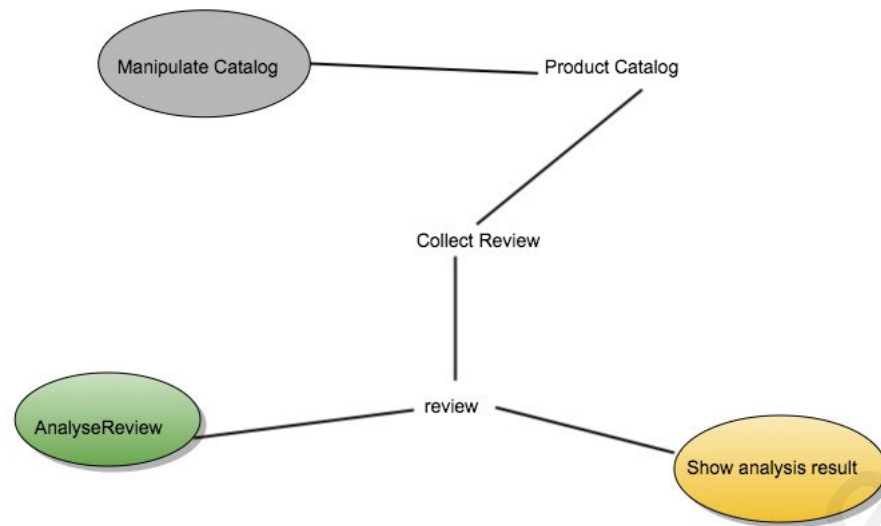 Manipulate Catalog
Product Catalog
Collect Review
review
AnalyseReview
Show analysis result